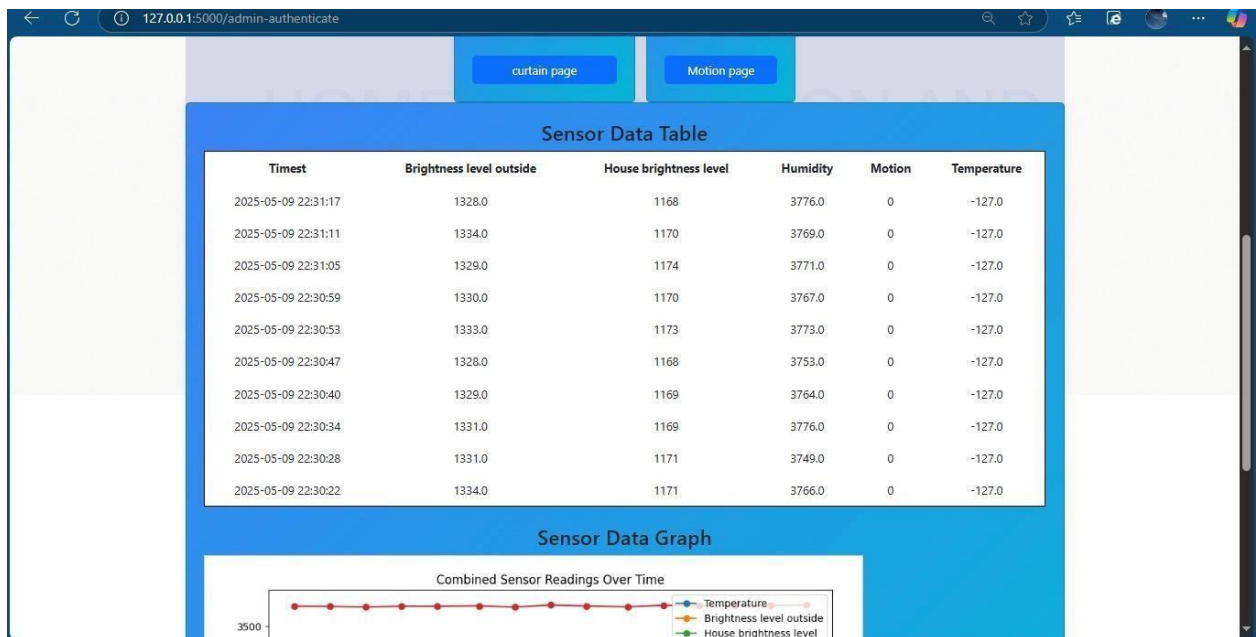 127.0.0.1:5000/admin-authenticate
curtain page Motion page
Sensor Data Table
Timest Brightness level outside House brightness level Humidity Motion Temperature
2025-05-09 22:31:17 1328.0 1168 3776.0 0 -127.0
2025-05-09 22:31:11 1334.0 1170 3769.0 0 -127.0
2025-05-09 22:31:05 1329.0 1174 3771.0 0 -127.0
2025-05-09 22:30:59 1330.0 1170 3767.0 0 -127.0
2025-05-09 22:30:53 1333.0 1173 3773.0 0 -127.0
2025-05-09 22:30:47 1328.0 1168 3753.0 0 -127.0
2025-05-09 22:30:40 1329.0 1169 3764.0 0 -127.0
2025-05-09 22:30:34 1331.0 1169 3776.0 0 -127.0
2025-05-09 22:30:28 1331.0 1171 3749.0 0 -127.0
2025-05-09 22:30:22 1334.0 1171 3766.0 0 -127.0
Sensor Data Graph
Combined Sensor Readings Over Time
Temperature
Brightness level outside
3500
House brightness level